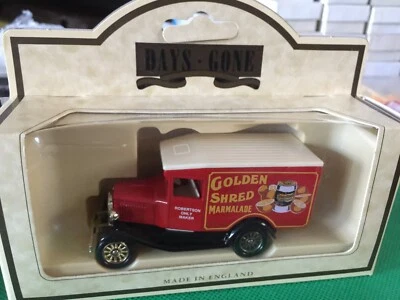 DAYS · GONE
GOLDEN
SHRED
MARMALADE
ROBERTSON
ONLY
MAKER
MADE IN ENGLAND